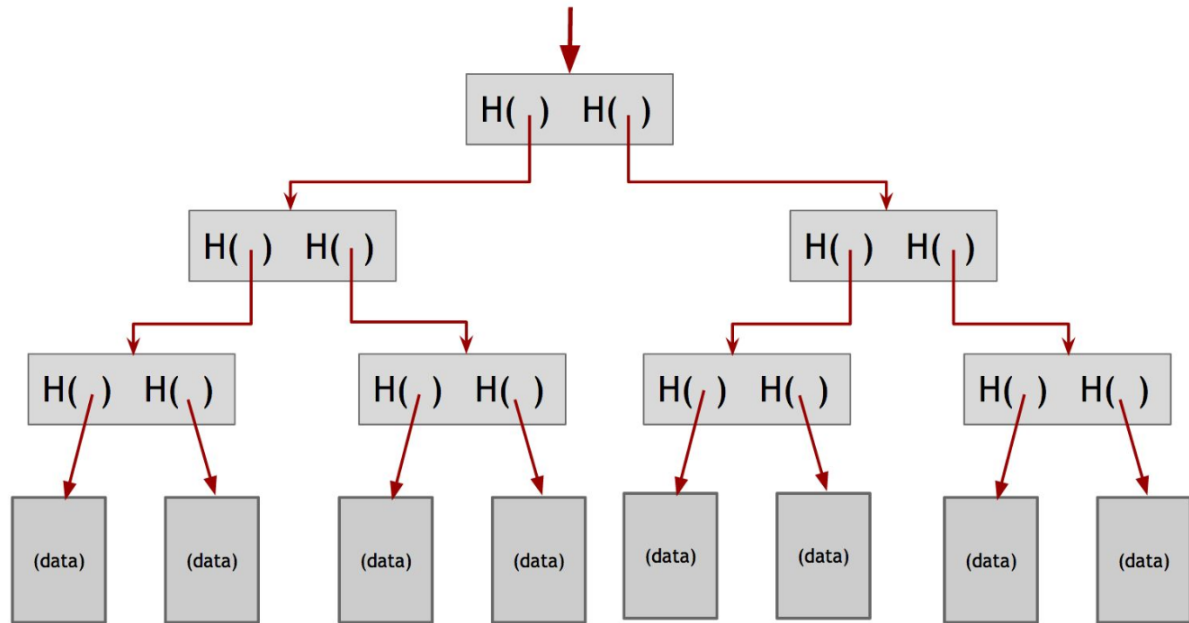 H( ) H( )
H( ) H( ) H( ) H( )
H( ) H( ) H( ) H( ) H( ) H( ) H( ) H( )
(data) (data) (data) (data) (data) (data) (data) (data)